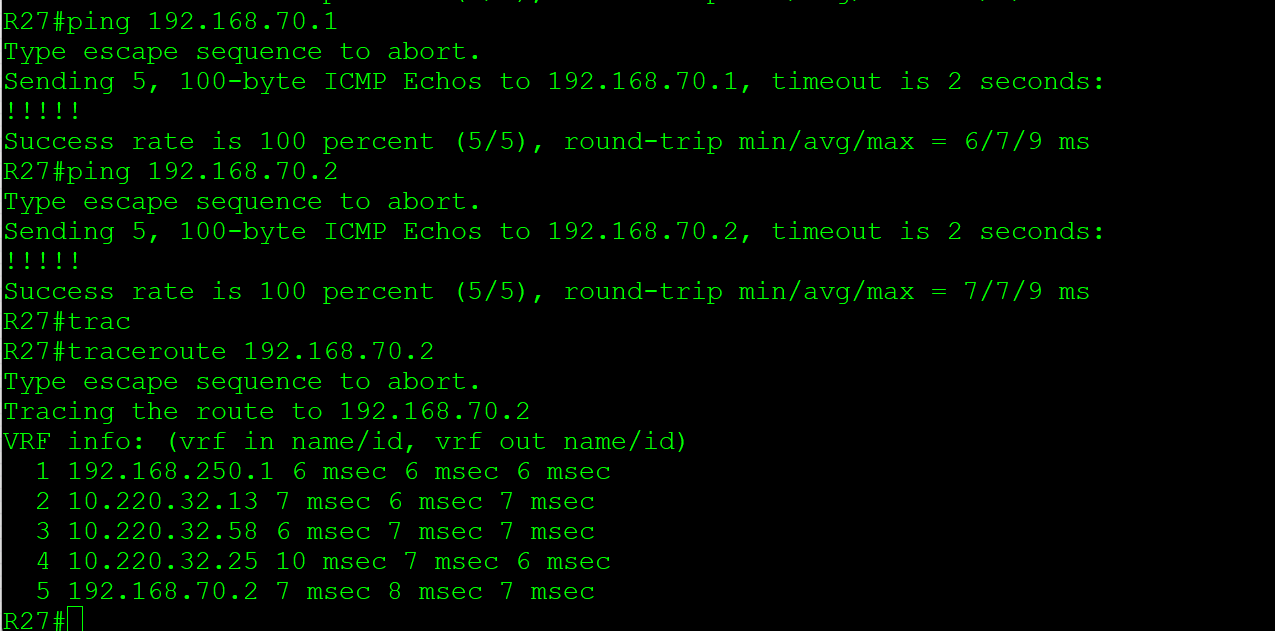 R27#ping 192.168.70.1
Type escape sequence to abort.
Sending 5, 100-byte ICMP Echos to 192.168.70.1, timeout is 2 seconds:
!!!!!
Success rate is 100 percent (5/5), round-trip min/avg/max = 6/7/9 ms
R27#ping 192.168.70.2
Type escape sequence to abort.
Sending 5, 100-byte ICMP Echos to 192.168.70.2, timeout is 2 seconds:
!!!!!
Success rate is 100 percent (5/5), round-trip min/avg/max = 7/7/9 ms
R27#trac
R27#traceroute 192.168.70.2
Type escape sequence to abort.
Tracing the route to 192.168.70.2
VRF info: (vrf in name/id, vrf out name/id)
  1 192.168.250.1 6 msec 6 msec 6 msec
  2 10.220.32.13 7 msec 6 msec 7 msec
  3 10.220.32.58 6 msec 7 msec 7 msec
  4 10.220.32.25 10 msec 7 msec 6 msec
  5 192.168.70.2 7 msec 8 msec 7 msec
R27#